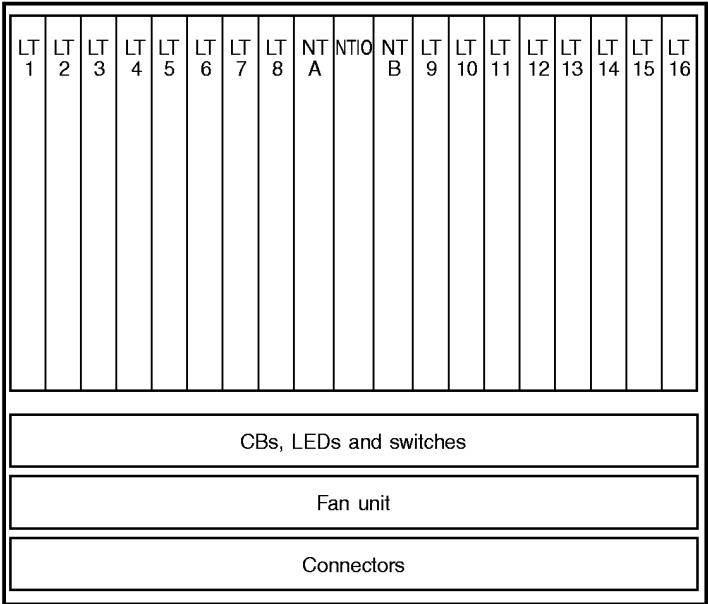 LT LT LT LT LT LT LT LT NT NTIO NT LT LT LT LT LT LT LT LT
1 2 3 4 5 6 7 8 A B 9 10 11 12 13 14 15 16
CBs, LEDs and switches
Fan unit
Connectors